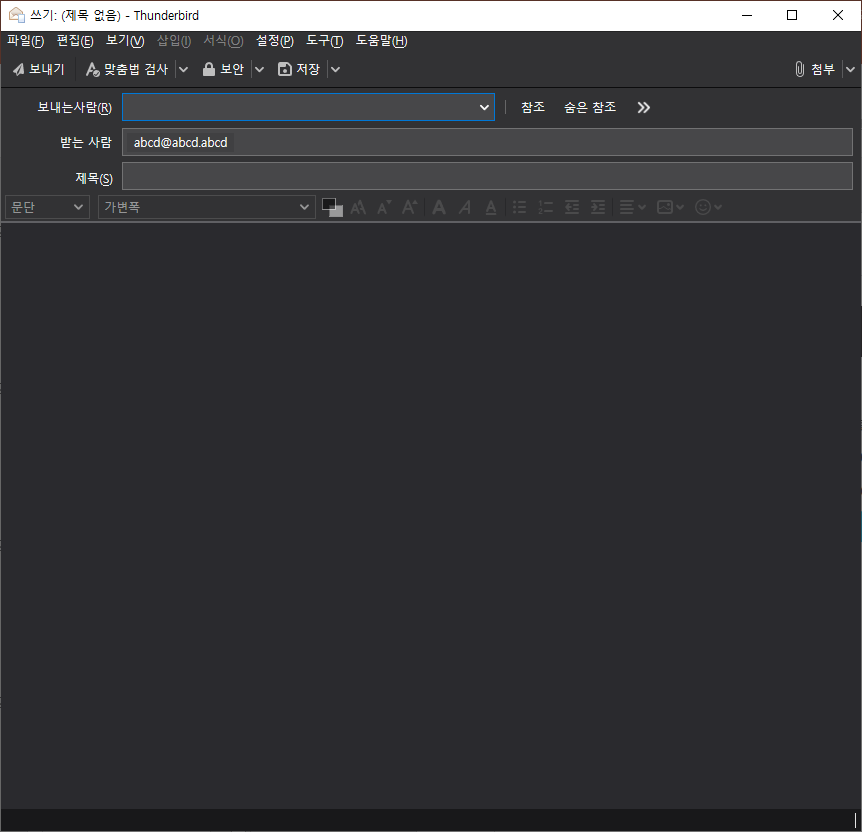 쓰기: (제목 없음) - Thunderbird
파일(F) 편집(E) 보기(V) 삽입(I) 서식(O) 설정(P) 도구(T) 도움말(H)
보내기 맞춤법 검사 보안 저장 첨부
보내는사람(R) 참조 숨은 참조
받는 사람 abcd@abcd.abcd
제목(S)
문단 가변폭